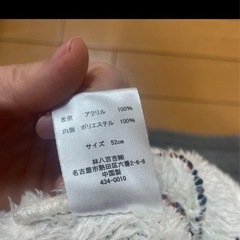 表側 アクリル 100%
内側 ポリエステル 100%
サイズ 52cm
林八百吉㈱
名古屋市熱田区六番2-6-6
中国製
434-0010